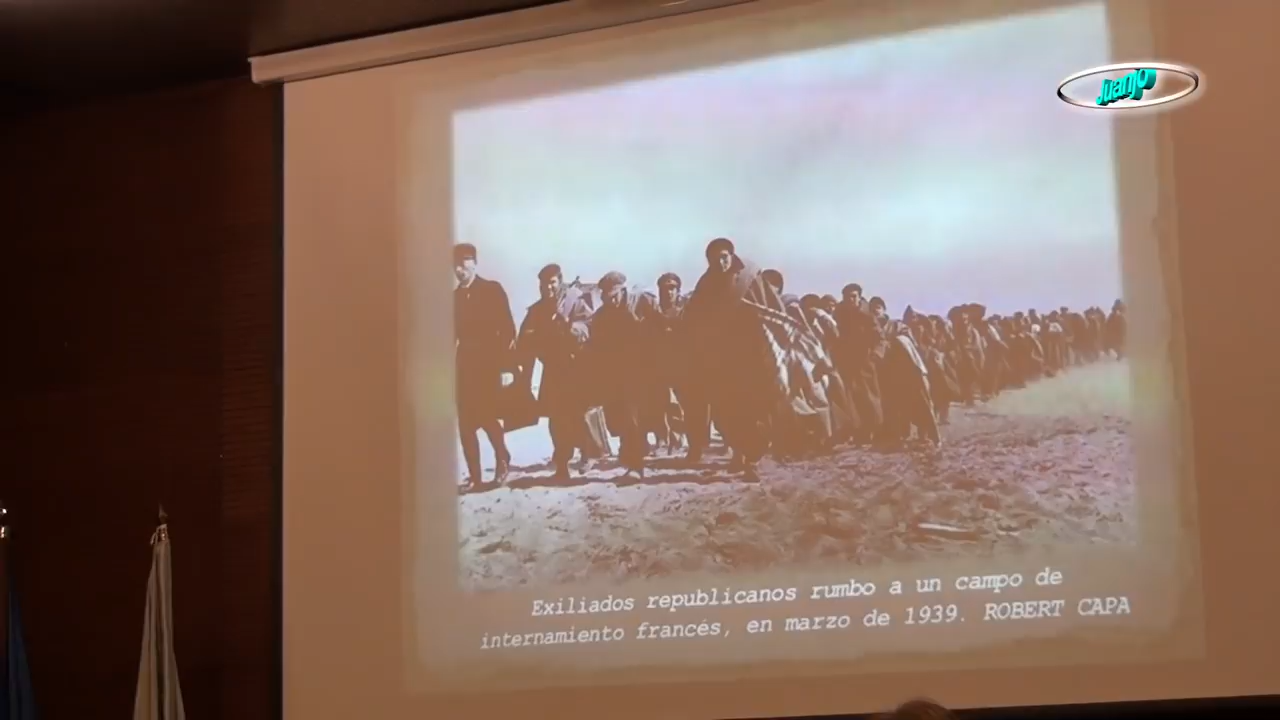 Juanjo
Exiliados republicanos rumbo a un campo de
internamiento francés, en marzo de 1939. ROBERT CAPA